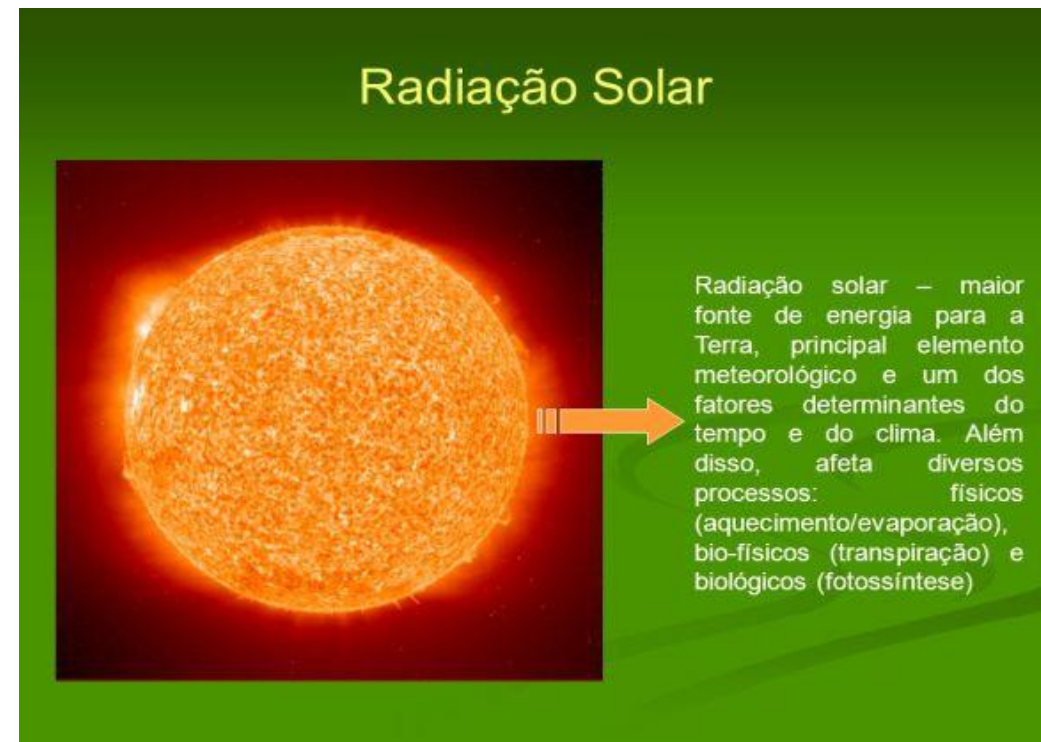 Radiação Solar
Radiação solar – maior
fonte de energia para a
Terra, principal elemento
meteorológico e um dos
fatores determinantes do
tempo e do clima. Além
disso, afeta diversos
processos: físicos
(aquecimento/evaporação),
bio-físicos (transpiração) e
biológicos (fotossíntese)